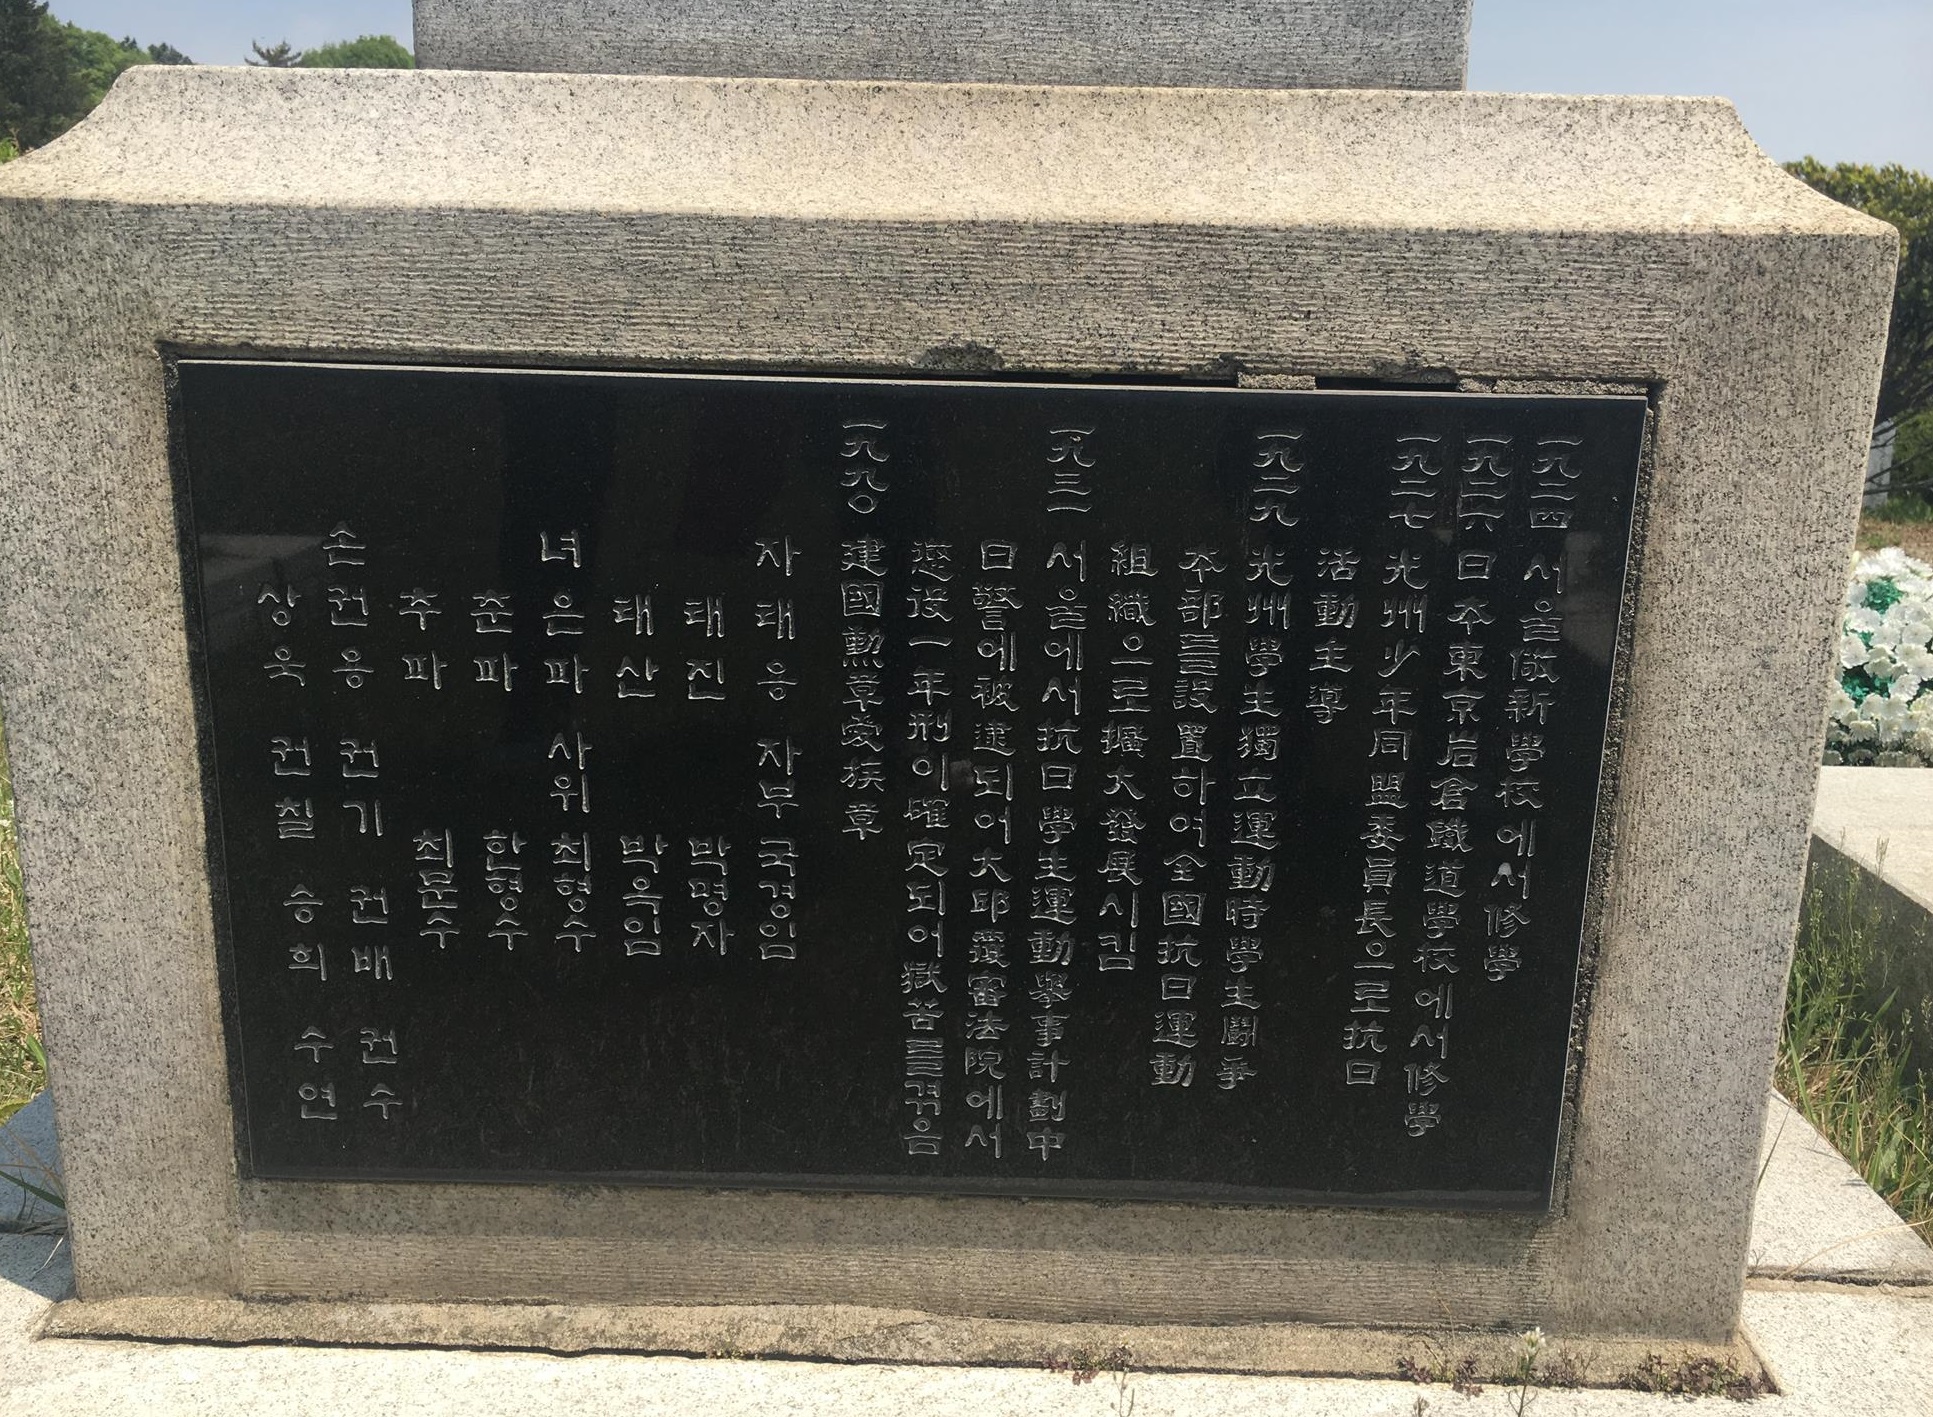 一九二四 서울儆新學校에서修學
一九二六 日本東京岩倉鐵道學校에서修學
一九二七 光州少年同盟委員長으로抗日
活動主導
一九二九 光州學生獨立運動時學生鬪爭
本部를設置하여全國抗日運動
組織으로擴大發展시킴
一九三一 서울에서抗日學生運動擧事計劃中
日警에被逮되어大邱覆審法院에서
懲役一年刑이確定되어獄苦를겪음
一九九〇 建國勳章愛族章
자 태웅 자부 국경임
태진 박명자
태산 박옥임
녀 은파 사위 최형수
춘파 한형수
추파 최문수
손 권웅 권기 권배 권수
상욱 권칠 승희 수연